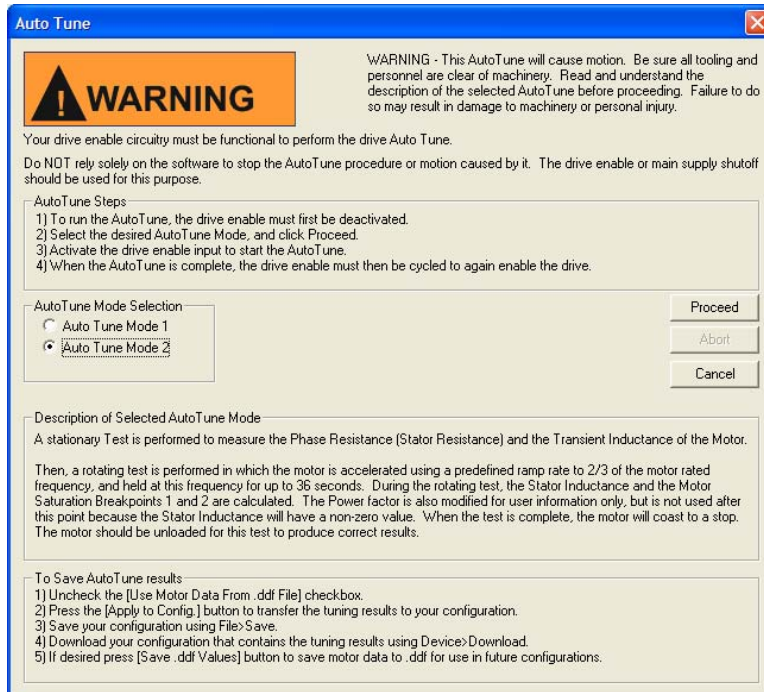 Auto Tune
WARNING
WARNING - This AutoTune will cause motion. Be sure all tooling and
personnel are clear of machinery. Read and understand the
description of the selected AutoTune before proceeding. Failure to do
so may result in damage to machinery or personal injury.
Your drive enable circuitry must be functional to perform the drive Auto Tune.
Do NOT rely solely on the software to stop the AutoTune procedure or motion caused by it. The drive enable or main supply shutoff
should be used for this purpose.
AutoTune Steps
1) To run the AutoTune, the drive enable must first be deactivated.
2) Select the desired AutoTune Mode, and click Proceed.
3) Activate the drive enable input to start the AutoTune.
4) When the AutoTune is complete, the drive enable must then be cycled to again enable the drive.
AutoTune Mode Selection
Auto Tune Mode 1
Auto Tune Mode 2
Proceed
Abort
Cancel
Description of Selected AutoTune Mode
A stationary Test is performed to measure the Phase Resistance (Stator Resistance) and the Transient Inductance of the Motor.
Then, a rotating test is performed in which the motor is accelerated using a predefined ramp rate to 2/3 of the motor rated
frequency, and held at this frequency for up to 36 seconds. During the rotating test, the Stator Inductance and the Motor
Saturation Breakpoints 1 and 2 are calculated. The Power factor is also modified for user information only, but is not used after
this point because the Stator Inductance will have a non-zero value. When the test is complete, the motor will coast to a stop.
The motor should be unloaded for this test to produce correct results.
To Save AutoTune results
1) Uncheck the [Use Motor Data From .ddf File] checkbox.
2) Press the [Apply to Config.] button to transfer the tuning results to your configuration.
3) Save your configuration using File>Save.
4) Download your configuration that contains the tuning results using Device>Download.
5) If desired press [Save .ddf Values] button to save motor data to .ddf for use in future configurations.